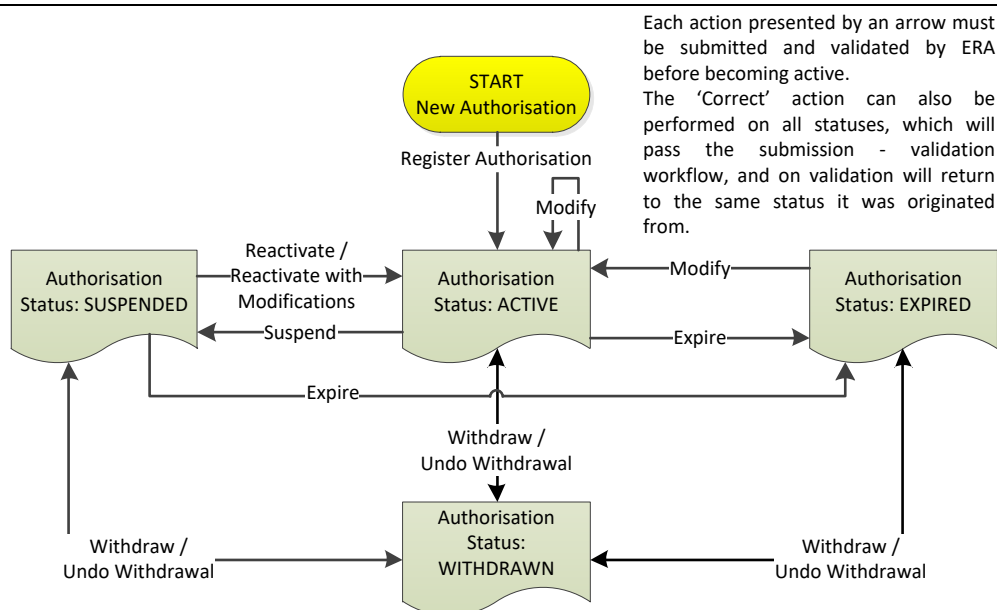 Each action presented by an arrow must
be submitted and validated by ERA
before becoming active.
The ‘Correct’ action can also be
performed on all statuses, which will
pass the submission - validation
workflow, and on validation will return
to the same status it was originated
from.
START
New Authorisation
Register Authorisation
Modify
Reactivate /
Reactivate with
Modifications
Authorisation
Status: SUSPENDED
Authorisation
Status: ACTIVE
Modify
Authorisation
Status: EXPIRED
Suspend
Expire
Expire
Withdraw /
Undo Withdrawal
Authorisation
Status:
WITHDRAWN
Withdraw /
Undo Withdrawal
Withdraw /
Undo Withdrawal